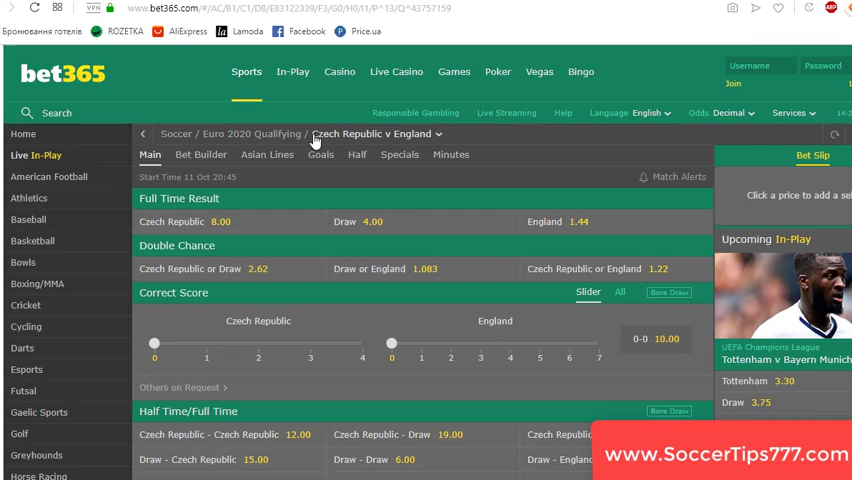 VPN www.bet365.com/#/AC/B1/C1/D8/E83122339/F3/G0/H0/I1/P^13/Q^43757159
ABP
Бронювання готелів ROZETKA AliExpress la Lamoda Facebook P Price.ua
bet365
Sports In-Play Casino Live Casino Games Poker Vegas Bingo
Username Password
Join
Search
Responsible Gambling Live Streaming Help Language English Odds Decimal Services
Home
Live In-Play
American Football
Athletics
Baseball
Basketball
Bowls
Boxing/MMA
Cricket
Cycling
Darts
Esports
Futsal
Gaelic Sports
Golf
Greyhounds
Horse Racing
Soccer / Euro 2020 Qualifying / Czech Republic v England
Main Bet Builder Asian Lines Goals Half Specials Minutes
Start Time 11 Oct 20:45 Match Alerts
Full Time Result
Czech Republic 8.00 Draw 4.00 England 1.44
Double Chance
Czech Republic or Draw 2.62 Draw or England 1.083 Czech Republic or England 1.22
Correct Score Slider All Bore Draw
Czech Republic England
0-0 10.00
0 1 2 3 4 0 1 2 3 4 5 6 7
Others on Request
Half Time/Full Time Bore Draw
Czech Republic - Czech Republic 12.00 Czech Republic - Draw 19.00 Czech Republic
Draw - Czech Republic 15.00 Draw - Draw 6.00 Draw - England
Bet Slip
Click a price to add a sel
Upcoming In-Play
UEFA Champions League
Tottenham v Bayern Munich
Tottenham 3.30
Draw 3.75
www.SoccerTips777.com